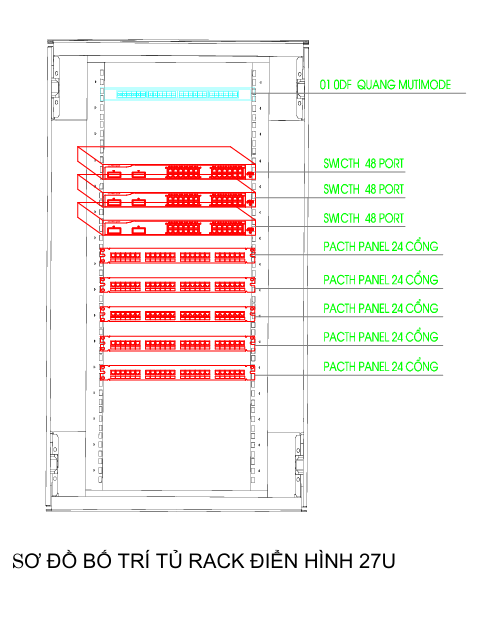 01 0DF QUANG MUTIMODE
SWICTH 48 PORT
SWICTH 48 PORT
SWICTH 48 PORT
PACTH PANEL 24 CỔNG
PACTH PANEL 24 CỔNG
PACTH PANEL 24 CỔNG
PACTH PANEL 24 CỔNG
PACTH PANEL 24 CỔNG
SƠ ĐỒ BỐ TRÍ TỦ RACK ĐIỂN HÌNH 27U